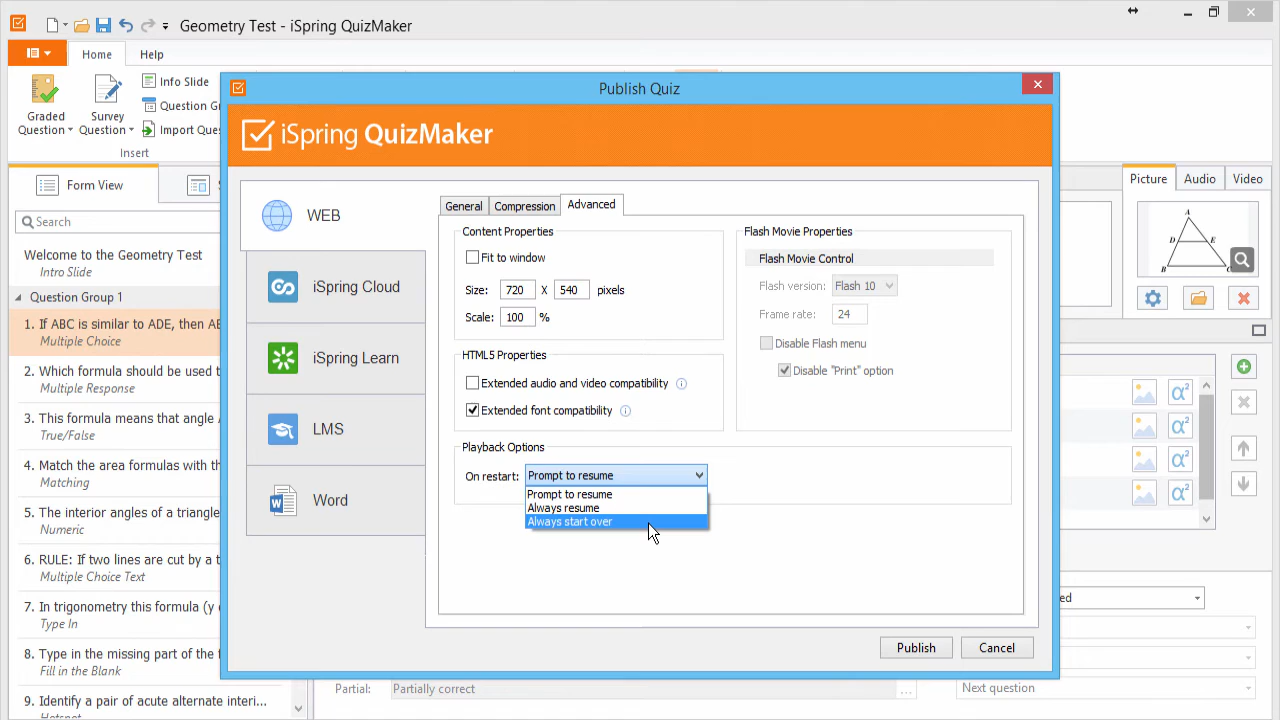 Geometry Test - iSpring QuizMaker
Home
Help
Graded
Question
Survey
Question
Info Slide
Question Gr
Import Ques
Insert
Form View
Search
Welcome to the Geometry Test
Intro Slide
Question Group 1
1. If ABC is similar to ADE, then AE
Multiple Choice
2. Which formula should be used t
Multiple Response
3. This formula means that angle A
True/False
4. Match the area formulas with th
Matching
5. The interior angles of a triangle
Numeric
6. RULE: If two lines are cut by a t
Multiple Choice Text
7. In trigonometry this formula (y c
Type In
8. Type in the missing part of the f
Fill in the Blank
9. Identify a pair of acute alternate interi...
Hotspot
Publish Quiz
iSpring QuizMaker
WEB
iSpring Cloud
iSpring Learn
LMS
Word
General
Compression
Advanced
Content Properties
Fit to window
Size: 720 X 540 pixels
Scale: 100 %
HTML5 Properties
Extended audio and video compatibility
Extended font compatibility
Playback Options
On restart: Prompt to resume
Prompt to resume
Always resume
Always start over
Flash Movie Properties
Flash Movie Control
Flash version: Flash 10
Frame rate: 24
Disable Flash menu
Disable "Print" option
Publish
Cancel
Picture
Audio
Video
A
D
E
B
α²
α²
α²
α²
ed
Partial: Partially correct
...
Next question